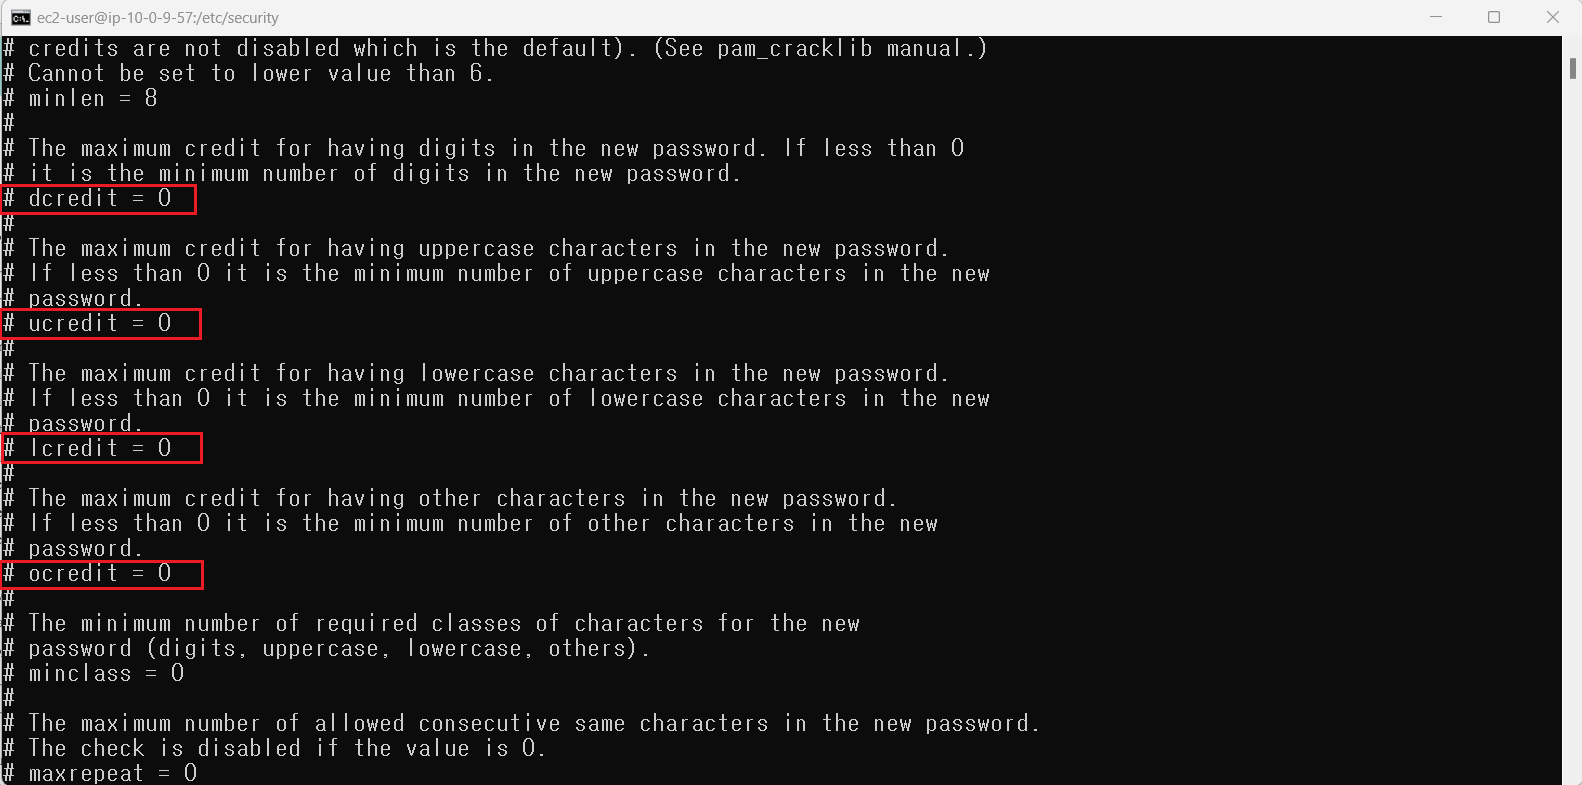 ec2-user@ip-10-0-9-57:/etc/security
# credits are not disabled which is the default). (See pam_cracklib manual.)
# Cannot be set to lower value than 6.
# minlen = 8
#
# The maximum credit for having digits in the new password. If less than 0
# it is the minimum number of digits in the new password.
# dcredit = 0
#
# The maximum credit for having uppercase characters in the new password.
# If less than 0 it is the minimum number of uppercase characters in the new
# password.
# ucredit = 0
#
# The maximum credit for having lowercase characters in the new password.
# If less than 0 it is the minimum number of lowercase characters in the new
# password.
# lcredit = 0
#
# The maximum credit for having other characters in the new password.
# If less than 0 it is the minimum number of other characters in the new
# password.
# ocredit = 0
#
# The minimum number of required classes of characters for the new
# password (digits, uppercase, lowercase, others).
# minclass = 0
#
# The maximum number of allowed consecutive same characters in the new password.
# The check is disabled if the value is 0.
# maxrepeat = 0